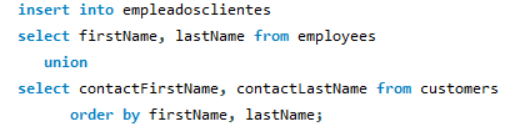 insert into empleadosclientes
select firstName, lastName from employees
union
select contactFirstName, contactLastName from customers
order by firstName, lastName;